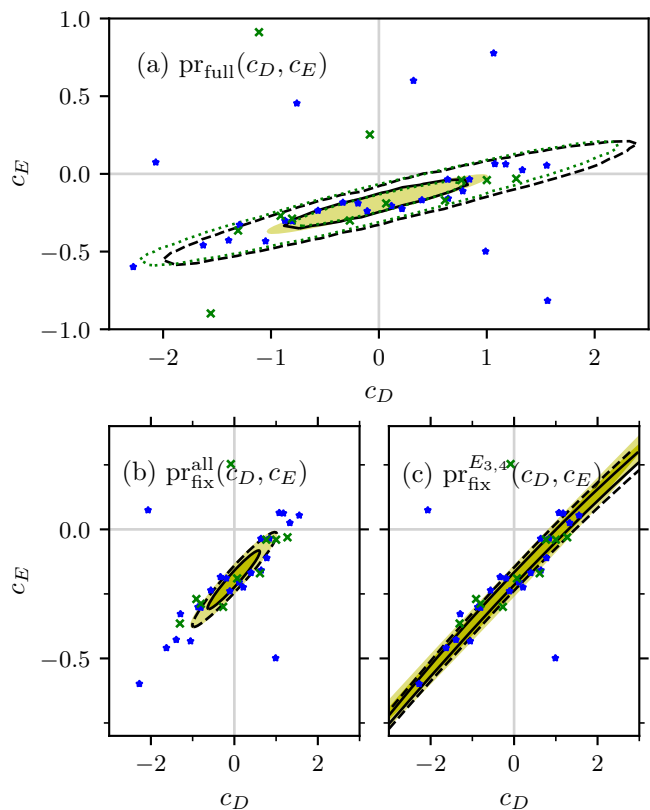 1.0
(a) pr_full(c_D, c_E)
0.5
0.0
c_E
−0.5
−1.0
−2 −1 0 1 2
c_D
(b) pr_fix^all(c_D, c_E) (c) pr_fix^{E_{3,4}}(c_D, c_E)
0.0
c_E
−0.5
−2 0 2 −2 0 2
c_D c_D